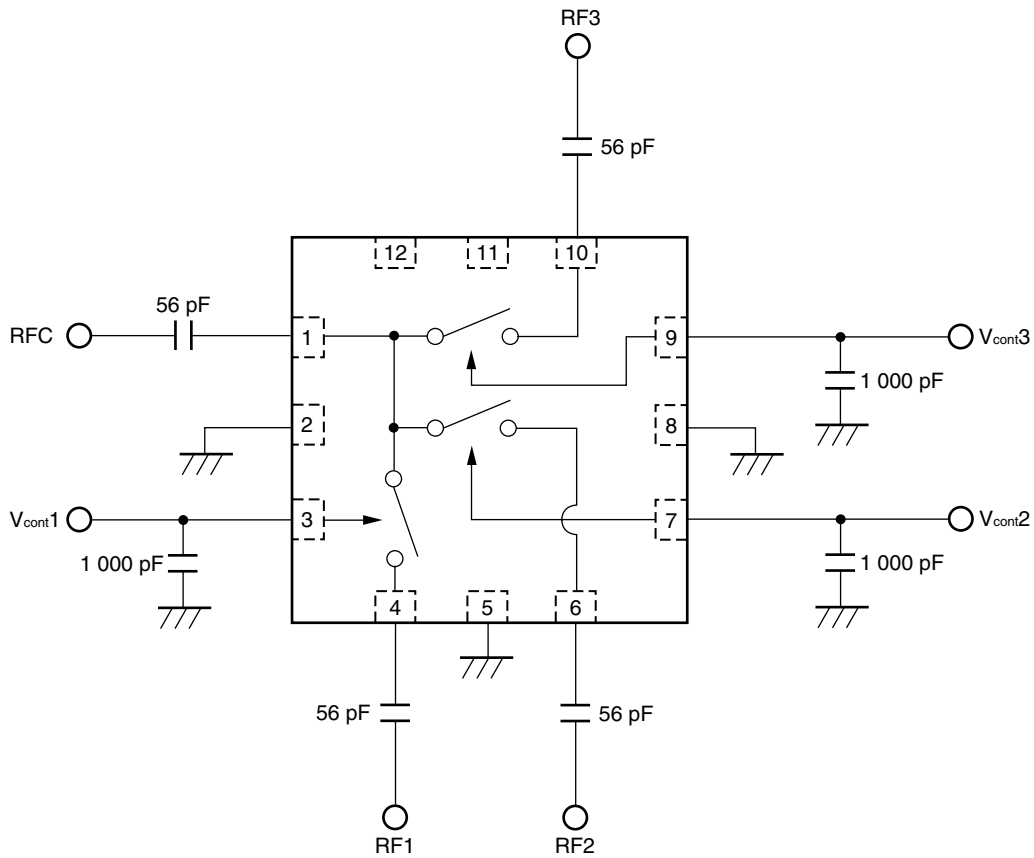 RF3
56 pF
12
11
10
56 pF
RFC
1
9
Vcont3
1 000 pF
2
8
Vcont1
3
7
Vcont2
1 000 pF
1 000 pF
4
5
6
56 pF
56 pF
RF1
RF2